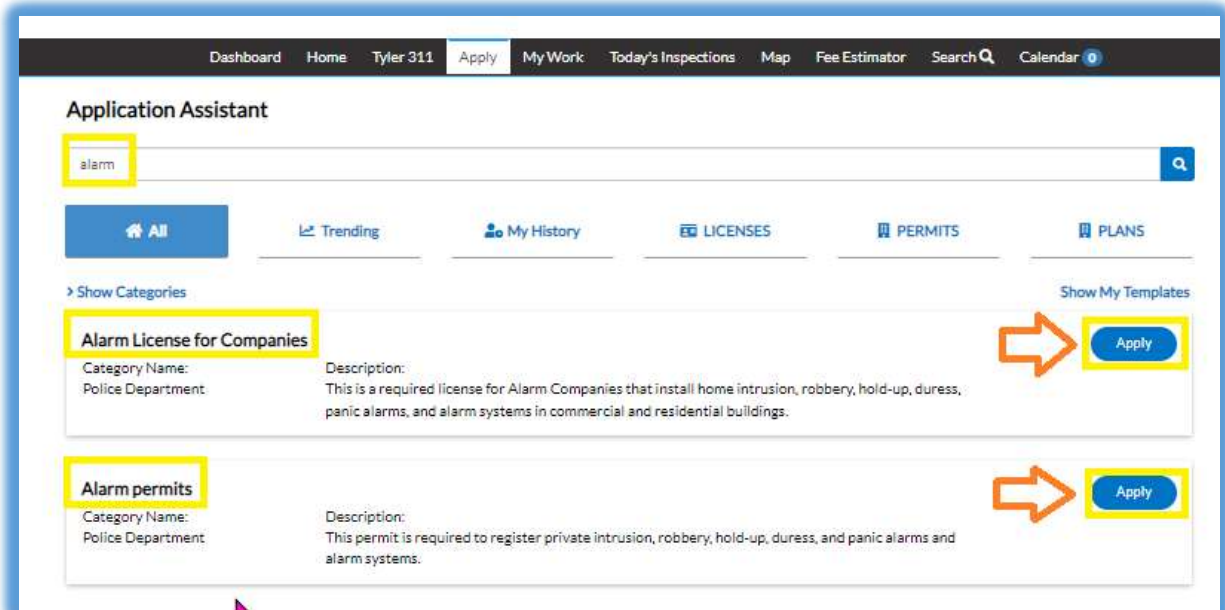 Dashboard Home Tyler 311 Apply My Work Today's Inspections Map Fee Estimator Search Calendar 0
Application Assistant
alarm
All Trending My History LICENSES PERMITS PLANS
> Show Categories Show My Templates
Alarm License for Companies Apply
Category Name: Description:
Police Department This is a required license for Alarm Companies that install home intrusion, robbery, hold-up, duress,
panic alarms, and alarm systems in commercial and residential buildings.
Alarm permits Apply
Category Name: Description:
Police Department This permit is required to register private intrusion, robbery, hold-up, duress, and panic alarms and
alarm systems.